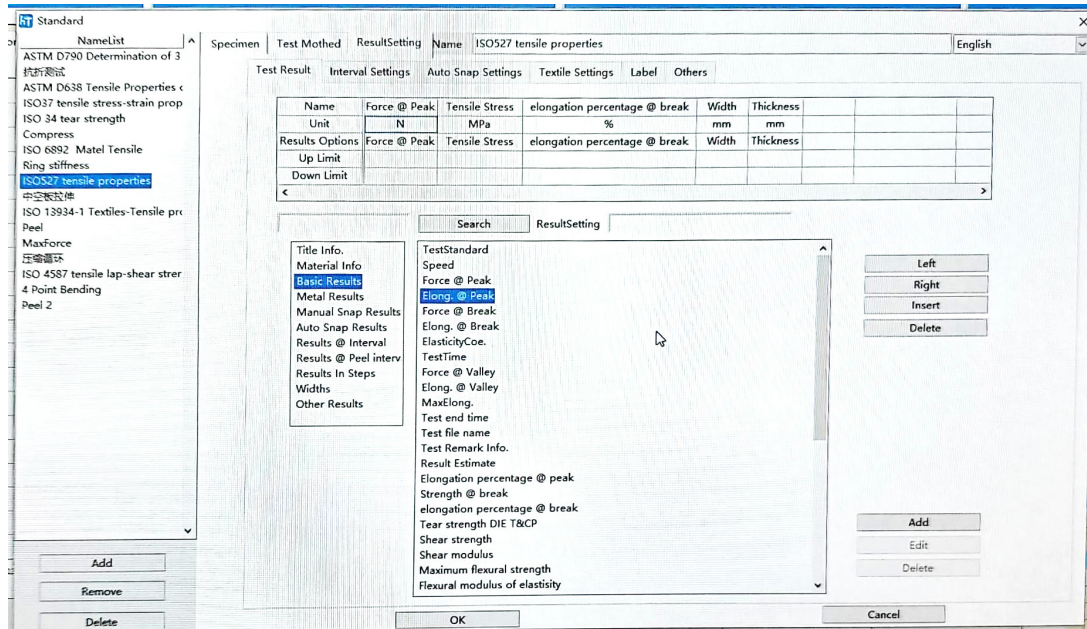 Standard
NameList
ASTM D790 Determination of 3
抗折测试
ASTM D638 Tensile Properties
ISO37 tensile stress-strain prop
ISO 34 tear strength
Compress
ISO 6892 Matel Tensile
Ring stiffness
ISO527 tensile properties
中空板拉伸
ISO 13934-1 Textiles-Tensile pr
Peel
MaxForce
压缩循环
ISO 4587 tensile lap-shear strer
4 Point Bending
Peel 2
Add
Remove
Delete
Specimen Test Mothed ResultSetting Name ISO527 tensile properties English
Test Result Interval Settings Auto Snap Settings Textile Settings Label Others
Name Force @ Peak Tensile Stress elongation percentage @ break Width Thickness
Unit N MPa % mm mm
Results Options Force @ Peak Tensile Stress elongation percentage @ break Width Thickness
Up Limit
Down Limit
Search ResultSetting
Title Info.
Material Info
Basic Results
Metal Results
Manual Snap Results
Auto Snap Results
Results @ Interval
Results @ Peel interv
Results In Steps
Widths
Other Results
TestStandard
Speed
Force @ Peak
Elong. @ Peak
Force @ Break
Elong. @ Break
ElasticityCoe.
TestTime
Force @ Valley
Elong. @ Valley
MaxElong.
Test end time
Test file name
Test Remark Info.
Result Estimate
Elongation percentage @ peak
Strength @ break
elongation percentage @ break
Tear strength DIE T&CP
Shear strength
Shear modulus
Maximum flexural strength
Flexural modulus of elastisity
Left
Right
Insert
Delete
Add
Edit
Delete
OK
Cancel